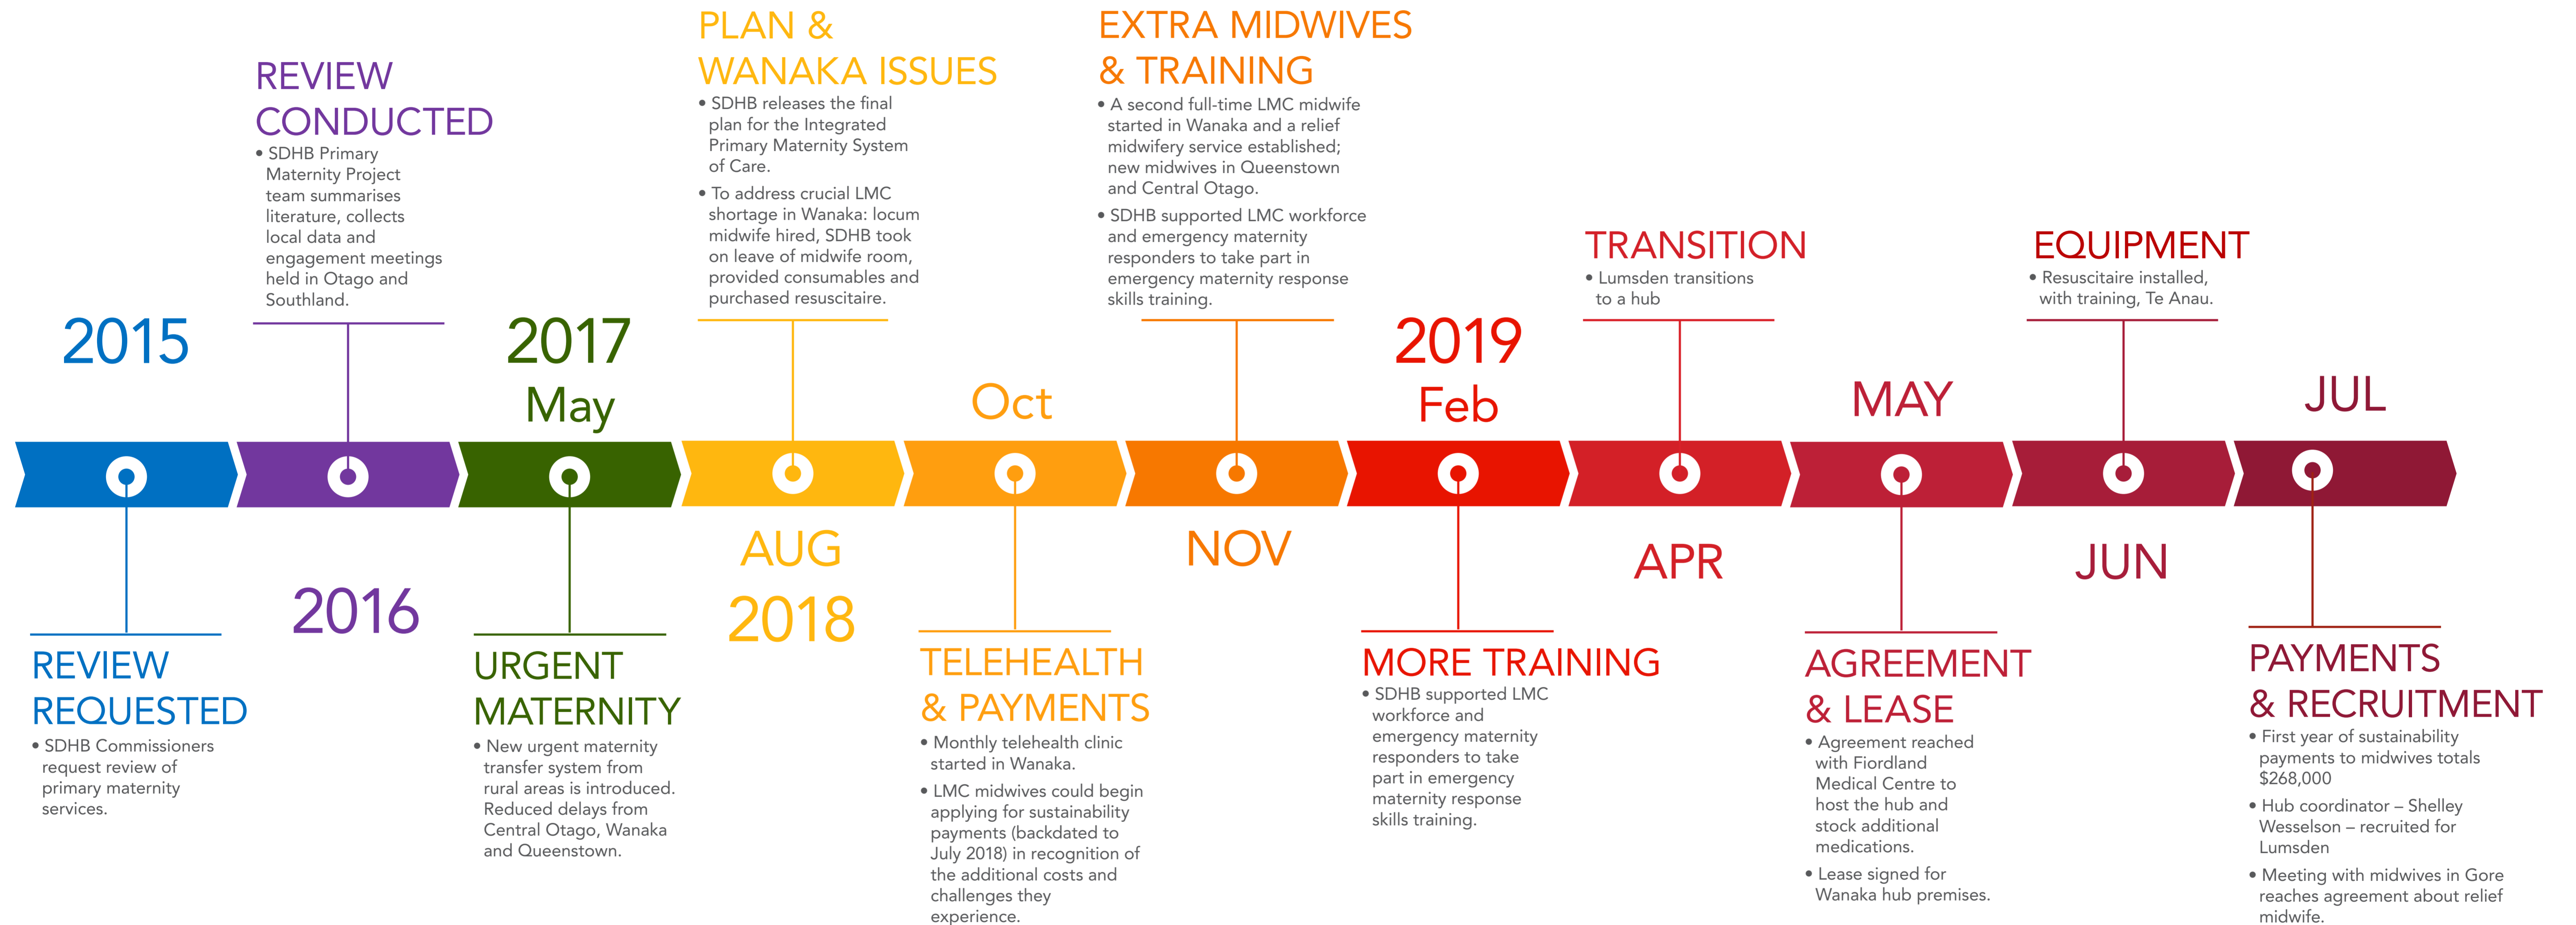 2015
REVIEW
REQUESTED
• SDHB Commissioners
request review of
primary maternity
services.
REVIEW
CONDUCTED
• SDHB Primary
Maternity Project
team summarises
literature, collects
local data and
engagement meetings
held in Otago and
Southland.
2016
2017
May
URGENT
MATERNITY
• New urgent maternity
transfer system from
rural areas is introduced.
Reduced delays from
Central Otago, Wanaka
and Queenstown.
PLAN &
WANAKA ISSUES
• SDHB releases the final
plan for the Integrated
Primary Maternity System
of Care.
• To address crucial LMC
shortage in Wanaka: locum
midwife hired, SDHB took
on leave of midwife room,
provided consumables and
purchased resuscitaire.
AUG
2018
Oct
TELEHEALTH
& PAYMENTS
• Monthly telehealth clinic
started in Wanaka.
• LMC midwives could begin
applying for sustainability
payments (backdated to
July 2018) in recognition of
the additional costs and
challenges they
experience.
EXTRA MIDWIVES
& TRAINING
• A second full-time LMC midwife
started in Wanaka and a relief
midwifery service established;
new midwives in Queenstown
and Central Otago.
• SDHB supported LMC workforce
and emergency maternity
responders to take part in
emergency maternity response
skills training.
NOV
2019
Feb
MORE TRAINING
• SDHB supported LMC
workforce and
emergency maternity
responders to take
part in emergency
maternity response
skills training.
TRANSITION
• Lumsden transitions
to a hub
APR
MAY
AGREEMENT
& LEASE
• Agreement reached
with Fiordland
Medical Centre to
host the hub and
stock additional
medications.
• Lease signed for
Wanaka hub premises.
EQUIPMENT
• Resuscitaire installed,
with training, Te Anau.
JUN
JUL
PAYMENTS
& RECRUITMENT
• First year of sustainability
payments to midwives totals
$268,000
• Hub coordinator – Shelley
Wesselson – recruited for
Lumsden
• Meeting with midwives in Gore
reaches agreement about relief
midwife.